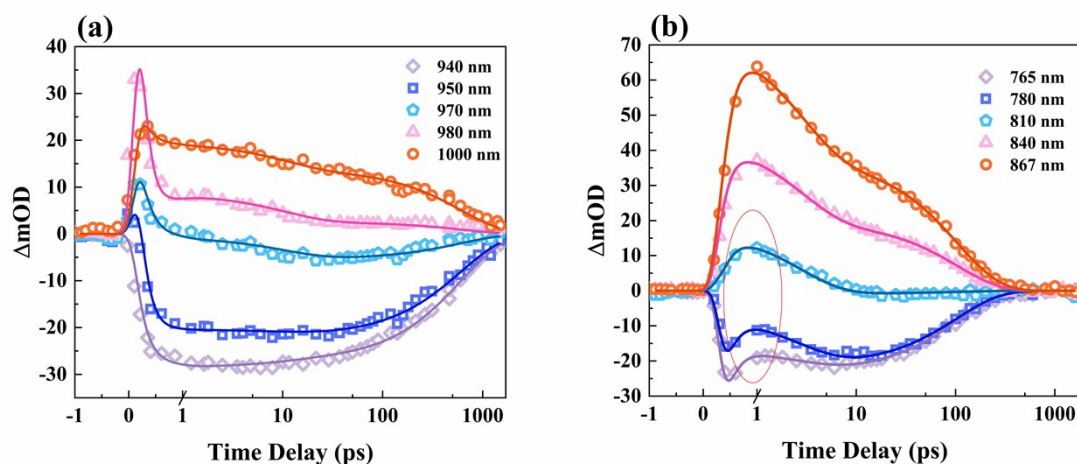 (a)
40
30
20
10
0
-10
-20
-30
ΔmOD
940 nm
950 nm
970 nm
980 nm
1000 nm
-1 0 1 10 100 1000
Time Delay (ps)
(b)
70
60
50
40
30
20
10
0
-10
-20
-30
ΔmOD
765 nm
780 nm
810 nm
840 nm
867 nm
-1 0 1 10 100 1000
Time Delay (ps)